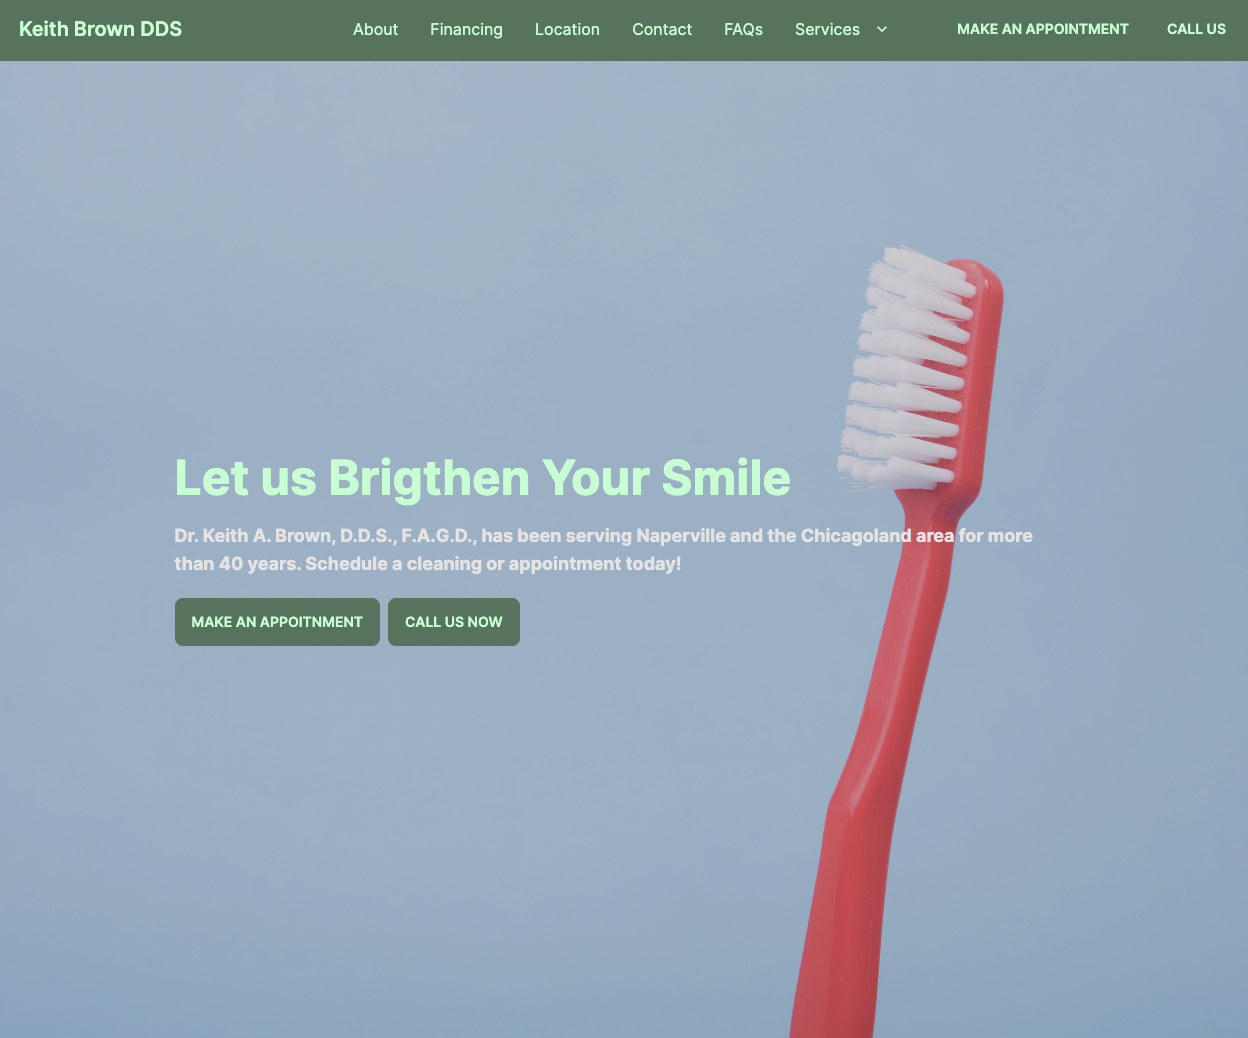 Keith Brown DDS About Financing Location Contact FAQs Services MAKE AN APPOINTMENT CALL US
Let us Brigthen Your Smile
Dr. Keith A. Brown, D.D.S., F.A.G.D., has been serving Naperville and the Chicagoland area for more
than 40 years. Schedule a cleaning or appointment today!
MAKE AN APPOITNMENT CALL US NOW